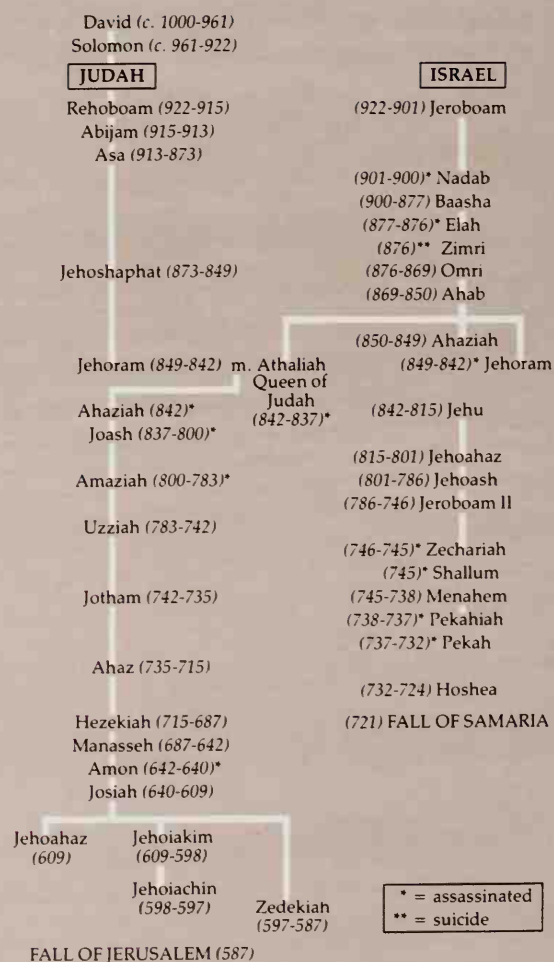 David (c. 1000-961)
Solomon (c. 961-922)
JUDAH
Rehoboam (922-915)
Abijam (915-913)
Asa (913-873)
Jehoshaphat (873-849)
Jehoram (849-842) m. Athaliah
Queen of
Judah
(842-837)*
Ahaziah (842)*
Joash (837-800)*
Amaziah (800-783)*
Uzziah (783-742)
Jotham (742-735)
Ahaz (735-715)
Hezekiah (715-687)
Manasseh (687-642)
Amon (642-640)*
Josiah (640-609)
Jehoahaz
(609)
Jehoiakim
(609-598)
Jehoiachin
(598-597)
Zedekiah
(597-587)
FALL OF JERUSALEM (587)
ISRAEL
(922-901) Jeroboam
(901-900)* Nadab
(900-877) Baasha
(877-876)* Elah
(876)** Zimri
(876-869) Omri
(869-850) Ahab
(850-849) Ahaziah
(849-842)* Jehoram
(842-815) Jehu
(815-801) Jehoahaz
(801-786) Jehoash
(786-746) Jeroboam II
(746-745)* Zechariah
(745)* Shallum
(745-738) Menahem
(738-737)* Pekahiah
(737-732)* Pekah
(732-724) Hoshea
(721) FALL OF SAMARIA
* = assassinated
** = suicide